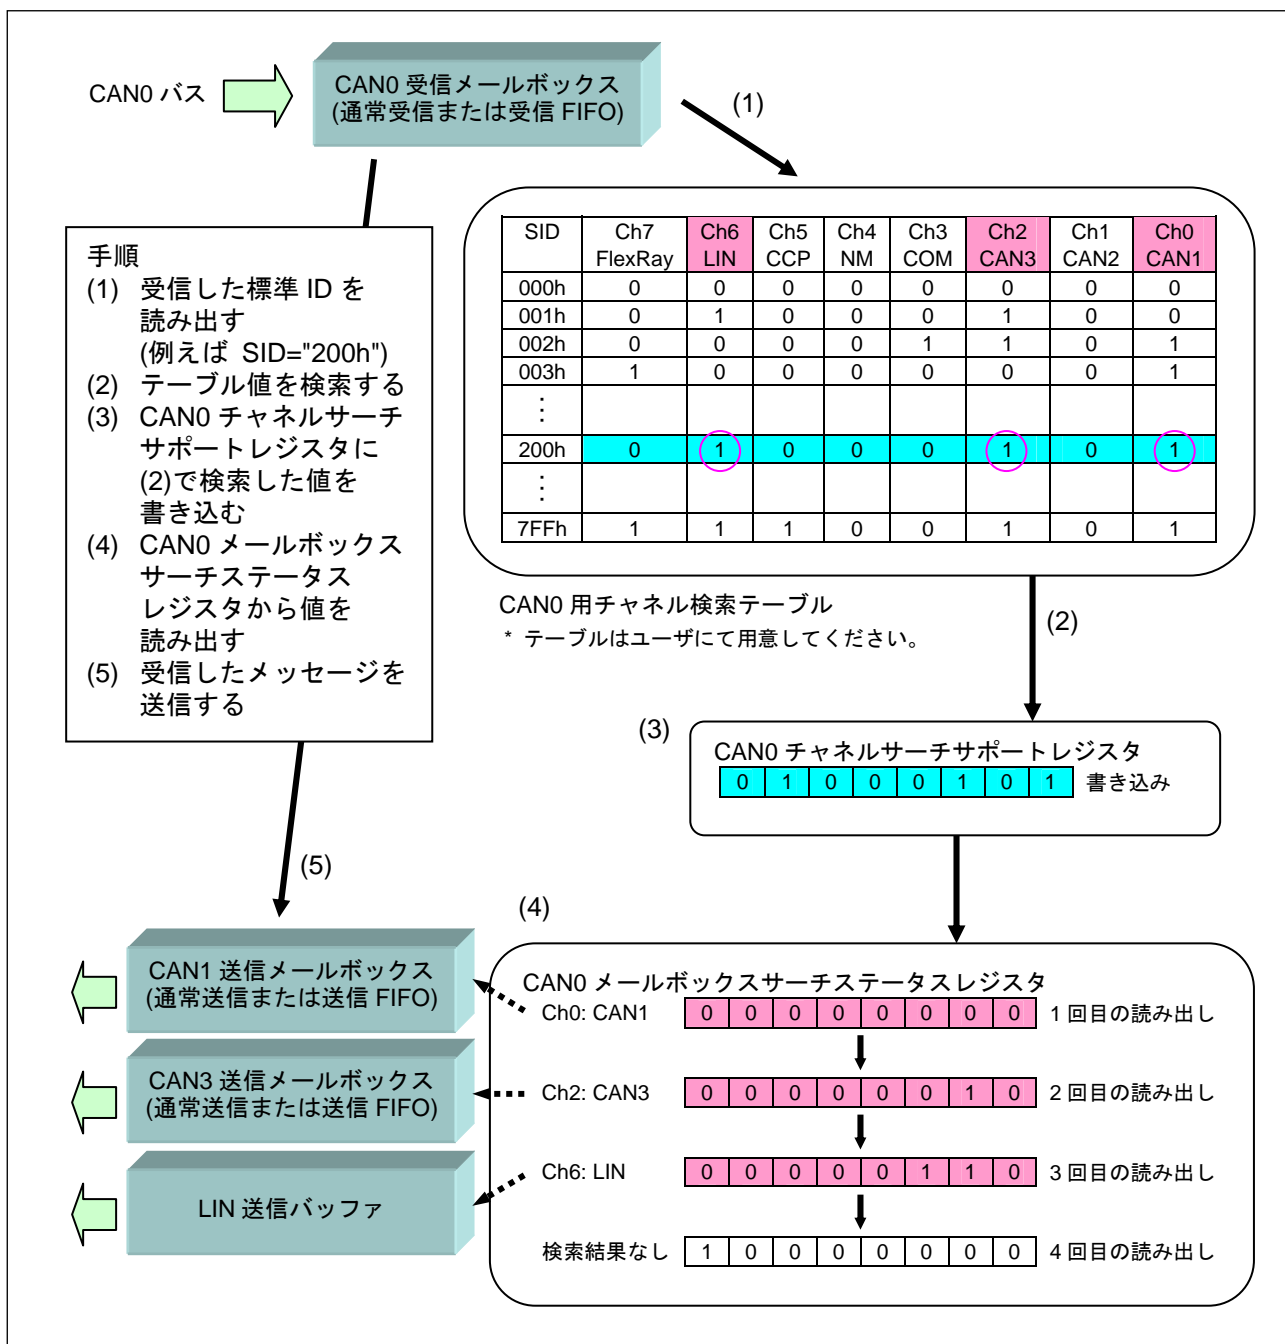 CAN0 バス
CAN0 受信メールボックス
(通常受信または受信 FIFO)
(1)
手順
(1) 受信した標準 ID を
読み出す
(例えば SID="200h")
(2) テーブル値を検索する
(3) CAN0 チャネルサーチ
サポートレジスタに
(2)で検索した値を
書き込む
(4) CAN0 メールボックス
サーチステータス
レジスタから値を
読み出す
(5) 受信したメッセージを
送信する
SID Ch7 Ch6 Ch5 Ch4 Ch3 Ch2 Ch1 Ch0
FlexRay LIN CCP NM COM CAN3 CAN2 CAN1
000h 0 0 0 0 0 0 0 0
001h 0 1 0 0 0 1 0 0
002h 0 0 0 0 1 1 0 1
003h 1 0 0 0 0 0 0 1
⋮
200h 0 1 0 0 0 1 0 1
⋮
7FFh 1 1 1 0 0 1 0 1
CAN0 用チャネル検索テーブル
* テーブルはユーザにて用意してください。
(2)
(3)
CAN0 チャネルサーチサポートレジスタ
0 1 0 0 0 1 0 1 書き込み
(5)
(4)
CAN1 送信メールボックス
(通常送信または送信 FIFO)
CAN3 送信メールボックス
(通常送信または送信 FIFO)
LIN 送信バッファ
CAN0 メールボックスサーチステータスレジスタ
Ch0: CAN1 0 0 0 0 0 0 0 0 1 回目の読み出し
Ch2: CAN3 0 0 0 0 0 0 1 0 2 回目の読み出し
Ch6: LIN 0 0 0 0 0 1 1 0 3 回目の読み出し
検索結果なし 1 0 0 0 0 0 0 0 4 回目の読み出し